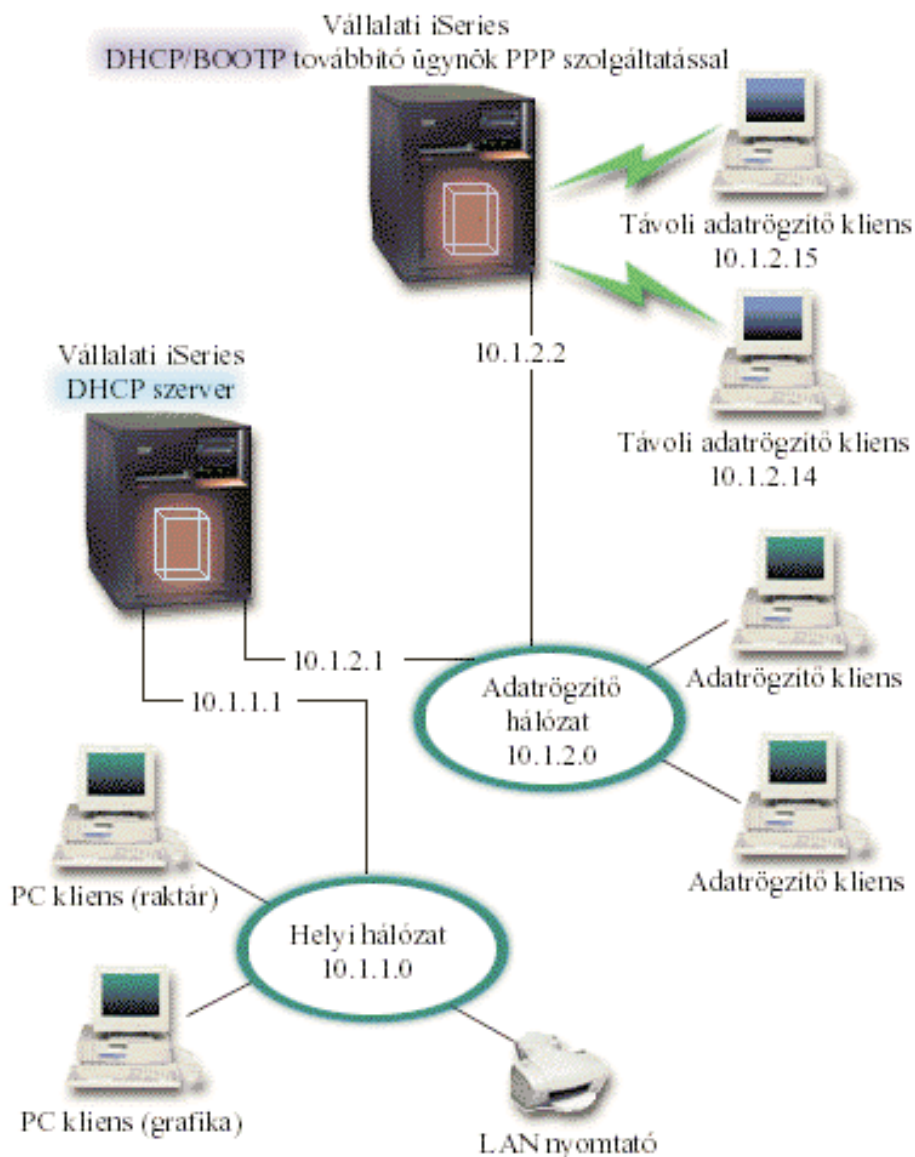 Vállalati iSeries
DHCP/BOOTP továbbító ügynök PPP szolgáltatással
Távoli adatrögzítő kliens
10.1.2.15
10.1.2.2
Vállalati iSeries
DHCP szerver
Távoli adatrögzítő kliens
10.1.2.14
10.1.2.1
10.1.1.1
Adatrögzítő
hálózat
10.1.2.0
Adatrögzítő kliens
Adatrögzítő kliens
PC kliens (raktár)
Helyi hálózat
10.1.1.0
PC kliens (grafika)
LAN nyomtató